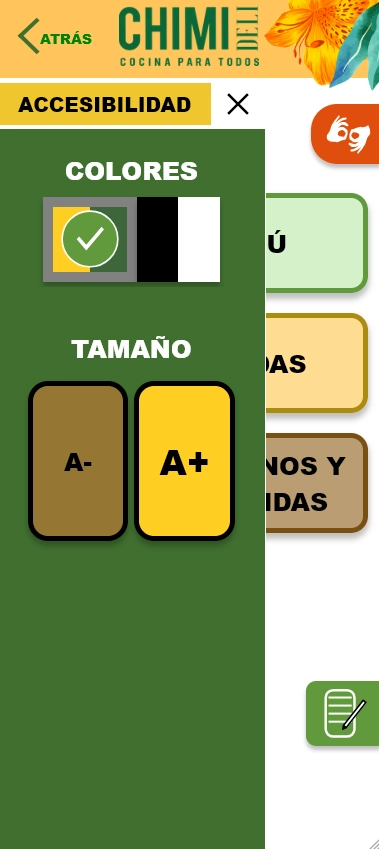 ATRÁS
CHIMI
DELI
COCINA PARA TODOS
ACCESIBILIDAD
COLORES
TAMAÑO
A-
A+
Ú
DAS
NOS Y
IDAS